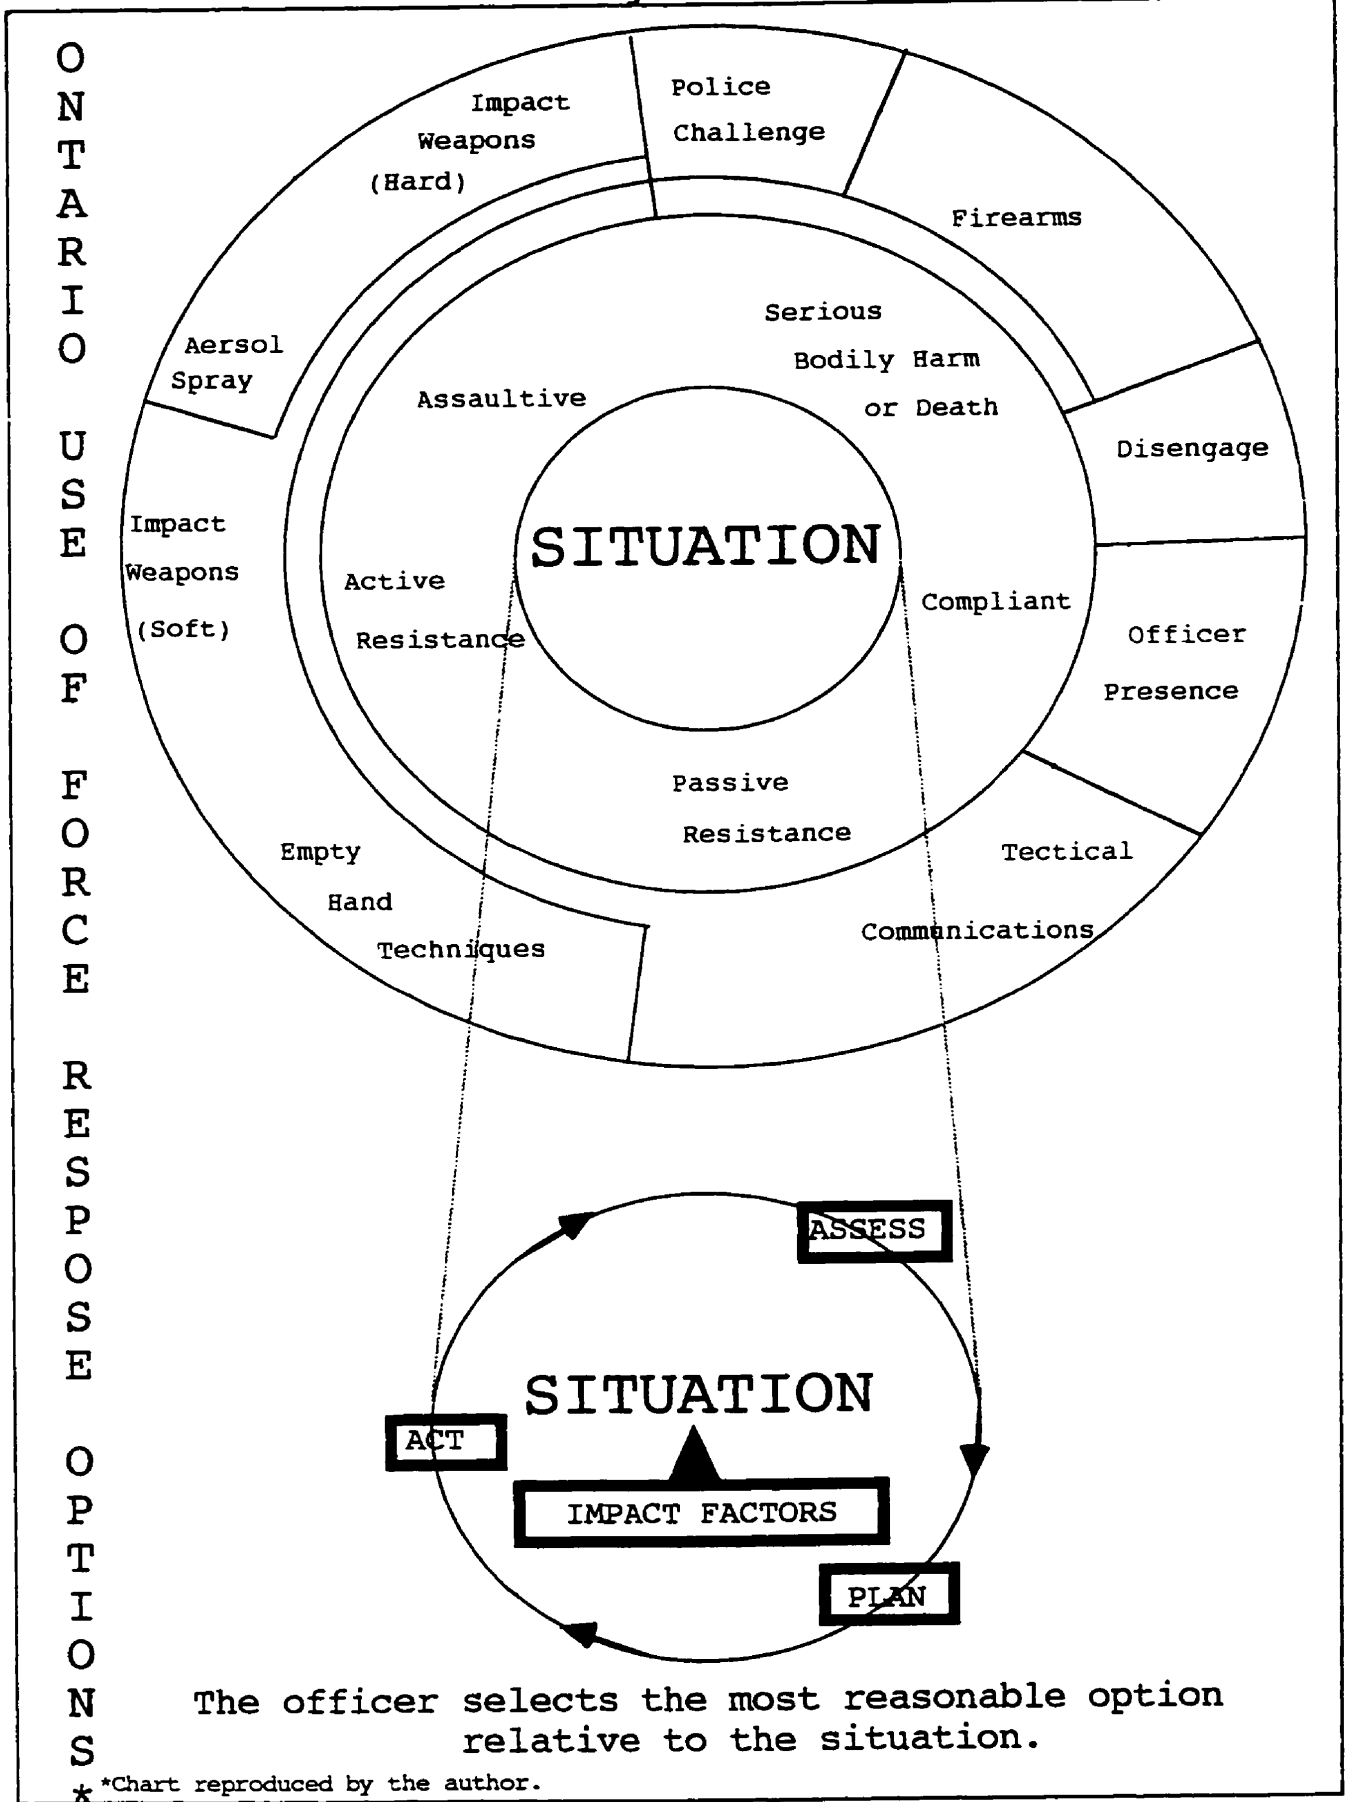 ONTARIO USE OF FORCE RESPOSE OPTIONS*
Impact
Weapons
(Hard)
Police
Challenge
Firearms
Aersol
Spray
Serious
Bodily Harm
or Death
Assaultive
Disengage
Impact
Weapons
(Soft)
SITUATION
Active
Resistance
Compliant
Officer
Presence
Passive
Resistance
Empty
Hand
Techniques
Tectical
Communications
ASSESS
SITUATION
ACT
IMPACT FACTORS
PLAN
The officer selects the most reasonable option
relative to the situation.
*Chart reproduced by the author.